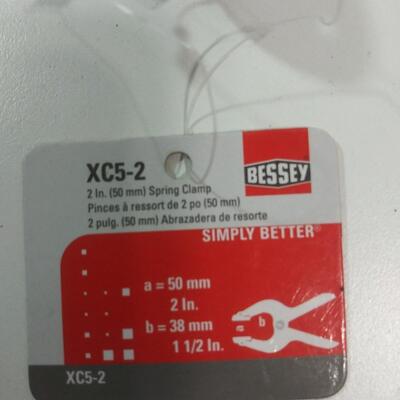 XC5-2
BESSEY
2 In. (50 mm) Spring Clamp
Pinces à ressort de 2 po (50 mm)
2 pulg. (50 mm) Abrazadera de resorte
SIMPLY BETTER®
a = 50 mm
2 In.
b = 38 mm
1 1/2 In.
a
b
XC5-2